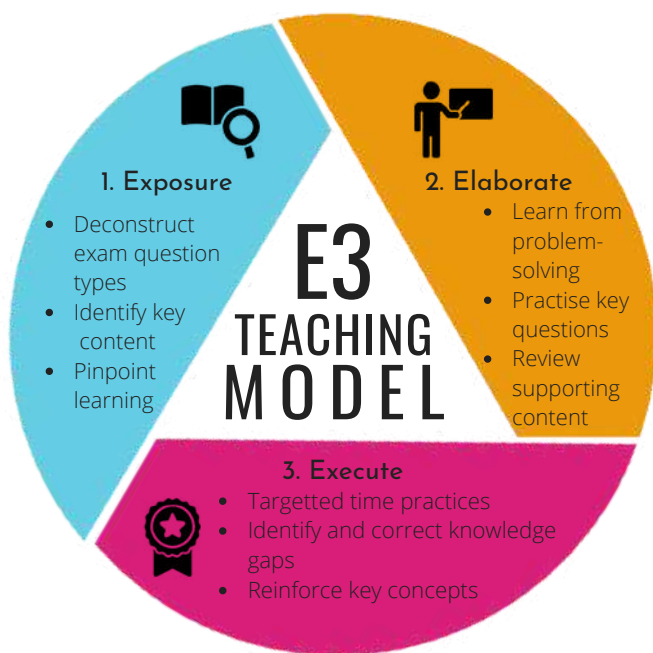 1. Exposure
• Deconstruct
exam question
types
• Identify key
content
• Pinpoint
learning
2. Elaborate
• Learn from
problem-
solving
• Practise key
questions
• Review
supporting
content
E3
TEACHING
MODEL
3. Execute
• Targetted time practices
• Identify and correct knowledge
gaps
• Reinforce key concepts